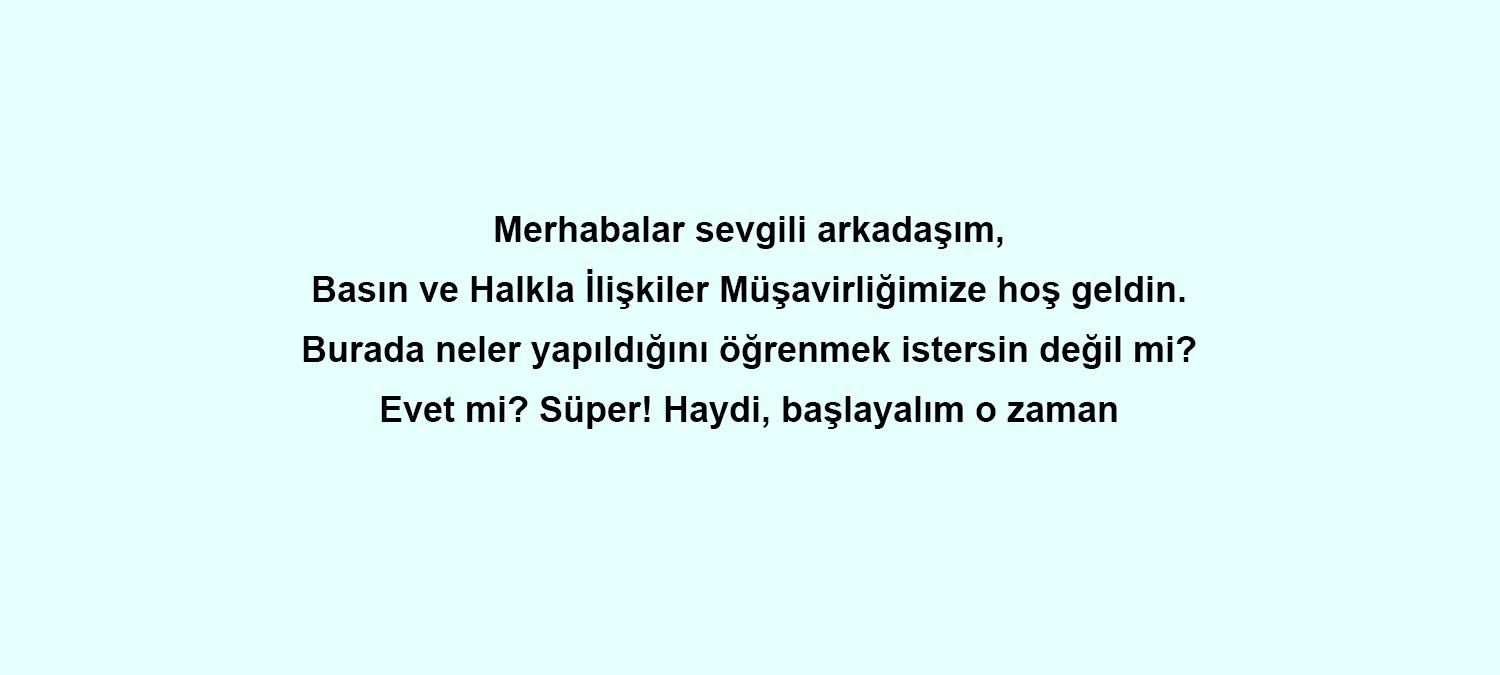 Merhabalar sevgili arkadaşım,
Basın ve Halkla İlişkiler Müşavirliğimize hoş geldin.
Burada neler yapıldığını öğrenmek istersin değil mi?
Evet mi? Süper! Haydi, başlayalım o zaman